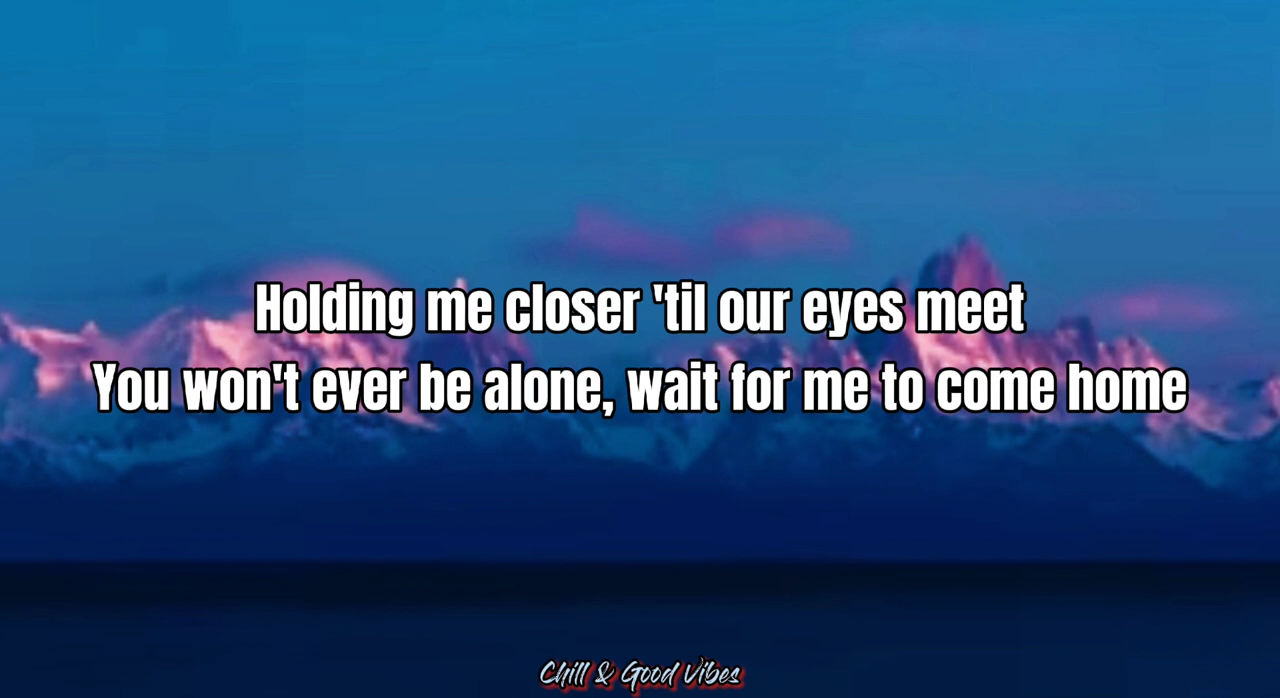 Holding me closer 'til our eyes meet
You won't ever be alone, wait for me to come home
Chill & Good Vibes